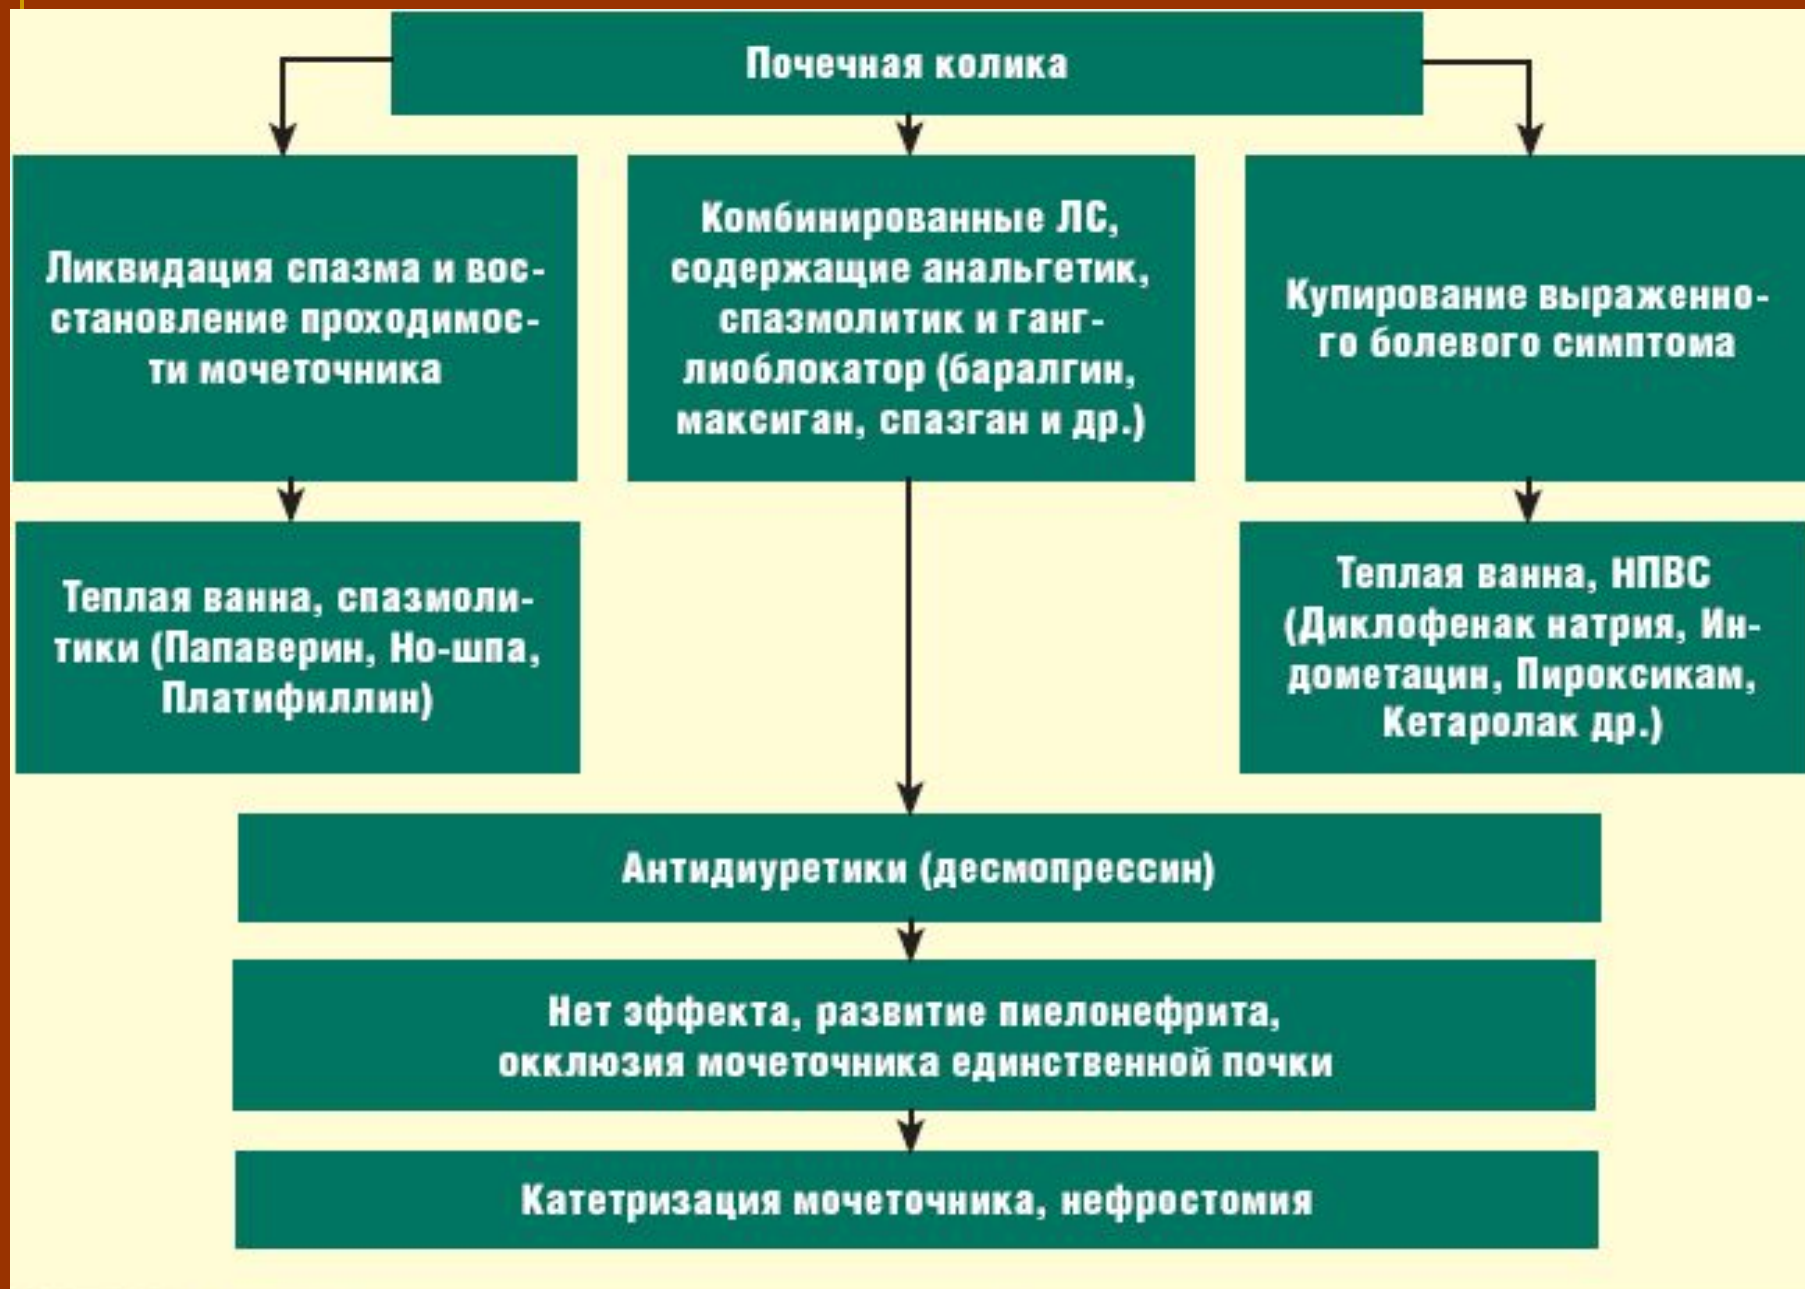 Почечная колика
Ликвидация спазма и вос-
становление проходимос-
ти мочеточника
Комбинированные ЛС,
содержащие анальгетик,
спазмолитик и ганг-
лиоблокатор (баралгин,
максиган, спазган и др.)
Купирование выраженно-
го болевого симптома
Теплая ванна, спазмоли-
тики (Папаверин, Но-шпа,
Платифиллин)
Теплая ванна, НПВС
(Диклофенак натрия, Ин-
дометацин, Пироксикам,
Кетаролак др.)
Антидиуретики (десмопрессин)
Нет эффекта, развитие пиелонефрита,
окклюзия мочеточника единственной почки
Катетризация мочеточника, нефростомия